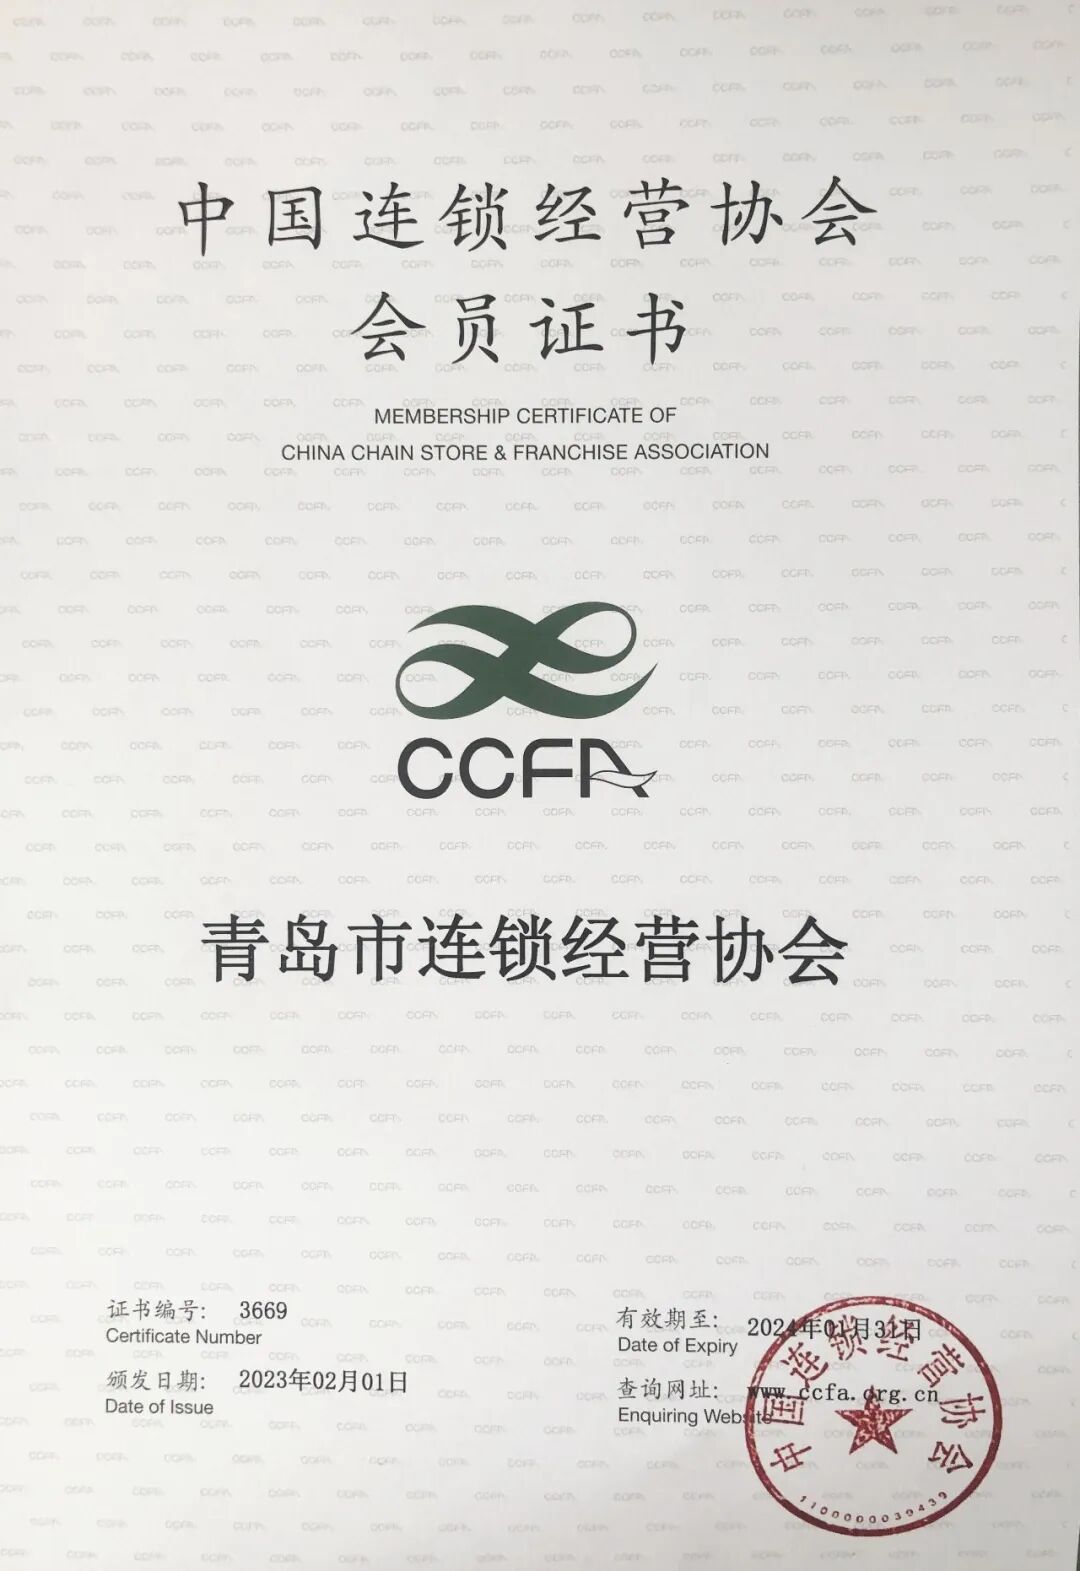 中国连锁经营协会
会员证书
MEMBERSHIP CERTIFICATE OF
CHINA CHAIN STORE & FRANCHISE ASSOCIATION
CCFA
青岛市连锁经营协会
证书编号: 3669
Certificate Number
颁发日期: 2023年02月01日
Date of Issue
有效期至: 2024年01月31日
Date of Expiry
查询网址: www.ccfa.org.cn
Enquiring Website
中国连锁经营协会
1100000039439